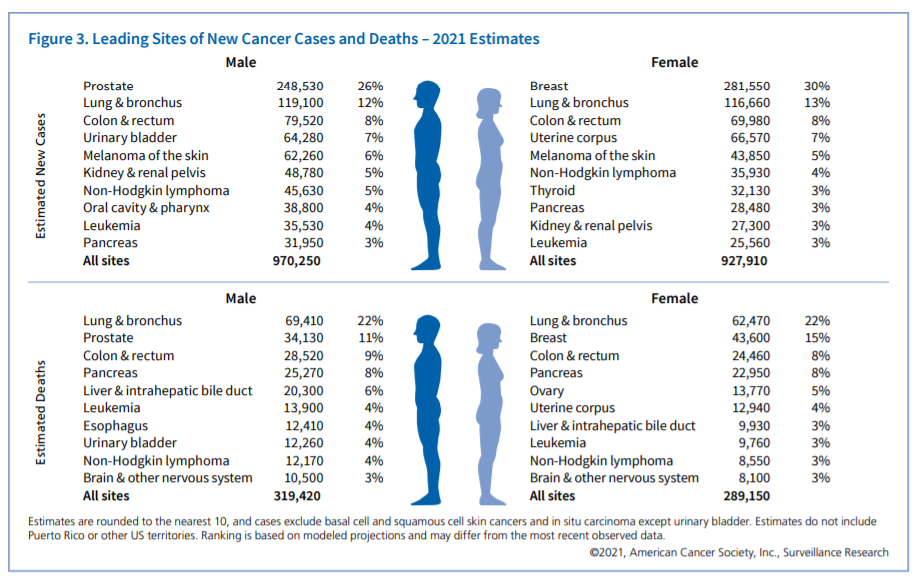 Figure 3. Leading Sites of New Cancer Cases and Deaths – 2021 Estimates
Male Female
Estimated New Cases
Prostate 248,530 26% Breast 281,550 30%
Lung & bronchus 119,100 12% Lung & bronchus 116,660 13%
Colon & rectum 79,520 8% Colon & rectum 69,980 8%
Urinary bladder 64,280 7% Uterine corpus 66,570 7%
Melanoma of the skin 62,260 6% Melanoma of the skin 43,850 5%
Kidney & renal pelvis 48,780 5% Non-Hodgkin lymphoma 35,930 4%
Non-Hodgkin lymphoma 45,630 5% Thyroid 32,130 3%
Oral cavity & pharynx 38,800 4% Pancreas 28,480 3%
Leukemia 35,530 4% Kidney & renal pelvis 27,300 3%
Pancreas 31,950 3% Leukemia 25,560 3%
All sites 970,250 All sites 927,910
Male Female
Estimated Deaths
Lung & bronchus 69,410 22% Lung & bronchus 62,470 22%
Prostate 34,130 11% Breast 43,600 15%
Colon & rectum 28,520 9% Colon & rectum 24,460 8%
Pancreas 25,270 8% Pancreas 22,950 8%
Liver & intrahepatic bile duct 20,300 6% Ovary 13,770 5%
Leukemia 13,900 4% Uterine corpus 12,940 4%
Esophagus 12,410 4% Liver & intrahepatic bile duct 9,930 3%
Urinary bladder 12,260 4% Leukemia 9,760 3%
Non-Hodgkin lymphoma 12,170 4% Non-Hodgkin lymphoma 8,550 3%
Brain & other nervous system 10,500 3% Brain & other nervous system 8,100 3%
All sites 319,420 All sites 289,150
Estimates are rounded to the nearest 10, and cases exclude basal cell and squamous cell skin cancers and in situ carcinoma except urinary bladder. Estimates do not include
Puerto Rico or other US territories. Ranking is based on modeled projections and may differ from the most recent observed data.
©2021, American Cancer Society, Inc., Surveillance Research